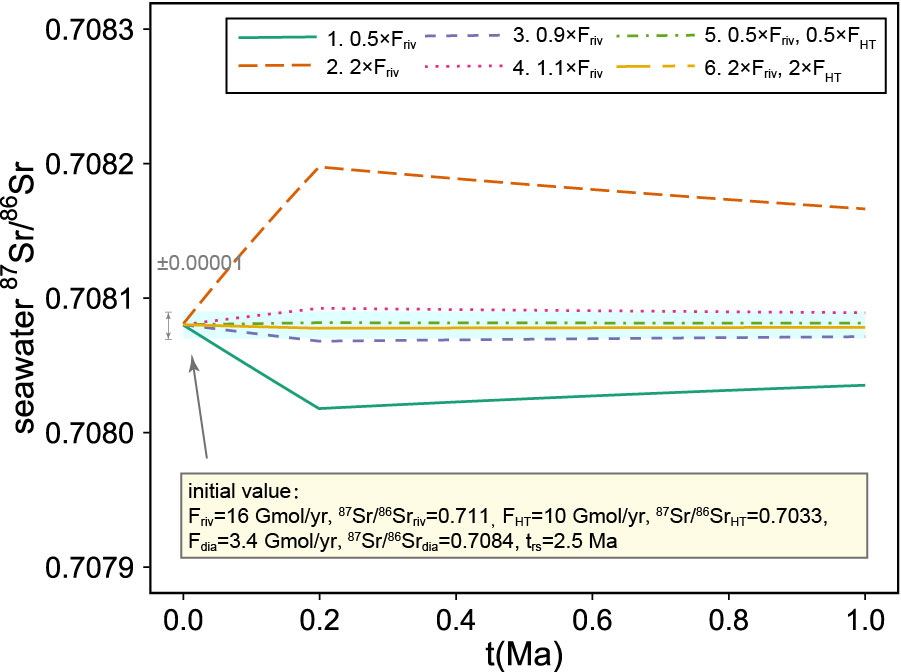 0.7083
0.7082
0.7081
0.7080
0.7079
seawater ⁸⁷Sr/⁸⁶Sr
1. 0.5×Friv
3. 0.9×Friv
5. 0.5×Friv, 0.5×FHT
2. 2×Friv
4. 1.1×Friv
6. 2×Friv, 2×FHT
±0.00001
initial value:
Friv=16 Gmol/yr, ⁸⁷Sr/⁸⁶Srriv=0.711, FHT=10 Gmol/yr, ⁸⁷Sr/⁸⁶SrHT=0.7033,
Fdia=3.4 Gmol/yr, ⁸⁷Sr/⁸⁶Srdia=0.7084, trs=2.5 Ma
0.0 0.2 0.4 0.6 0.8 1.0
t(Ma)